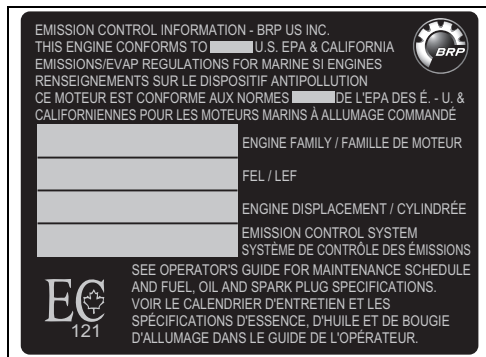 EMISSION CONTROL INFORMATION - BRP US INC.
THIS ENGINE CONFORMS TO U.S. EPA & CALIFORNIA
EMISSIONS/EVAP REGULATIONS FOR MARINE SI ENGINES
RENSEIGNEMENTS SUR LE DISPOSITIF ANTIPOLLUTION
CE MOTEUR EST CONFORME AUX NORMES DE L'EPA DES É. - U. &
CALIFORNIENNES POUR LES MOTEURS MARINS À ALLUMAGE COMMANDÉ
BRP
ENGINE FAMILY / FAMILLE DE MOTEUR
FEL / LEF
ENGINE DISPLACEMENT / CYLINDRÉE
EMISSION CONTROL SYSTEM
SYSTÈME DE CONTRÔLE DES ÉMISSIONS
EC
121
SEE OPERATOR'S GUIDE FOR MAINTENANCE SCHEDULE
AND FUEL, OIL AND SPARK PLUG SPECIFICATIONS.
VOIR LE CALENDRIER D'ENTRETIEN ET LES
SPÉCIFICATIONS D'ESSENCE, D'HUILE ET DE BOUGIE
D'ALLUMAGE DANS LE GUIDE DE L'OPÉRATEUR.